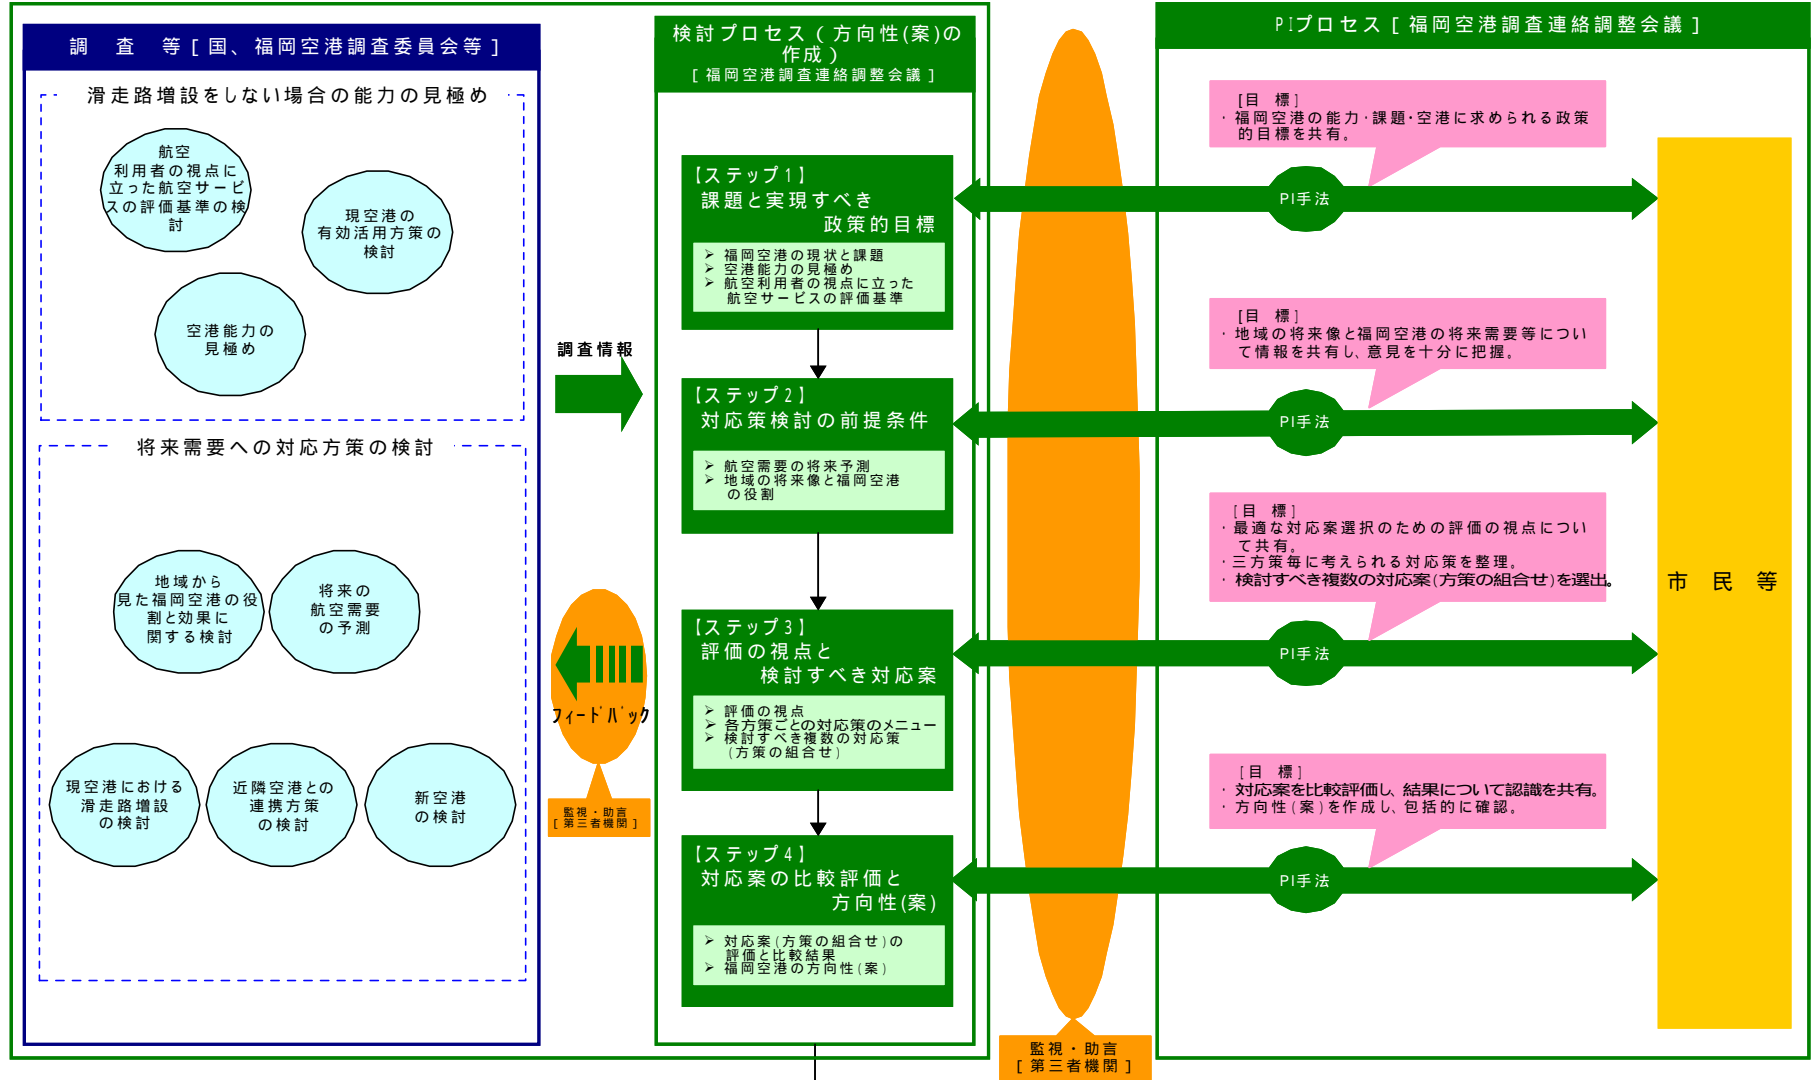 調 査 等[国、福岡空港調査委員会等]
滑走路増設をしない場合の能力の見極め
航空
利用者の視点に
立った航空サービ
スの評価基準の検
討
現空港の
有効活用方策の
検討
空港能力の
見極め
将来需要への対応方策の検討
地域から
見た福岡空港の役
割と効果に
関する検討
将来の
航空需要
の予測
現空港における
滑走路増設
の検討
近隣空港との
連携方策
の検討
新空港
の検討
調査情報
フィードバック
監視・助言
[第三者機関]
検討プロセス(方向性(案)の
作成)
[福岡空港調査連絡調整会議]
【ステップ1】
課題と実現すべき
政策的目標
➢ 福岡空港の現状と課題
➢ 空港能力の見極め
➢ 航空利用者の視点に立った
航空サービスの評価基準
【ステップ2】
対応策検討の前提条件
➢ 航空需要の将来予測
➢ 地域の将来像と福岡空港
の役割
【ステップ3】
評価の視点と
検討すべき対応案
➢ 評価の視点
➢ 各方策ごとの対応策のメニュー
➢ 検討すべき複数の対応策
(方策の組合せ)
【ステップ4】
対応案の比較評価と
方向性(案)
➢ 対応案(方策の組合せ)の
評価と比較結果
➢ 福岡空港の方向性(案)
監視・助言
[第三者機関]
PIプロセス[福岡空港調査連絡調整会議]
[目 標]
・福岡空港の能力・課題・空港に求められる政策
的目標を共有。
PI手法
[目 標]
・地域の将来像と福岡空港の将来需要等につい
て情報を共有し、意見を十分に把握。
PI手法
[目 標]
・最適な対応案選択のための評価の視点につい
て共有。
・三方策毎に考えられる対応策を整理。
・検討すべき複数の対応案(方策の組合せ)を選出。
PI手法
[目 標]
・対応案を比較評価し、結果について認識を共有。
・方向性(案)を作成し、包括的に確認。
PI手法
市 民 等